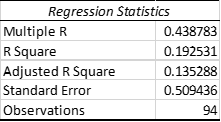 Regression Statistics
Multiple R 0.438783
R Square 0.192531
Adjusted R Square 0.135288
Standard Error 0.509436
Observations 94